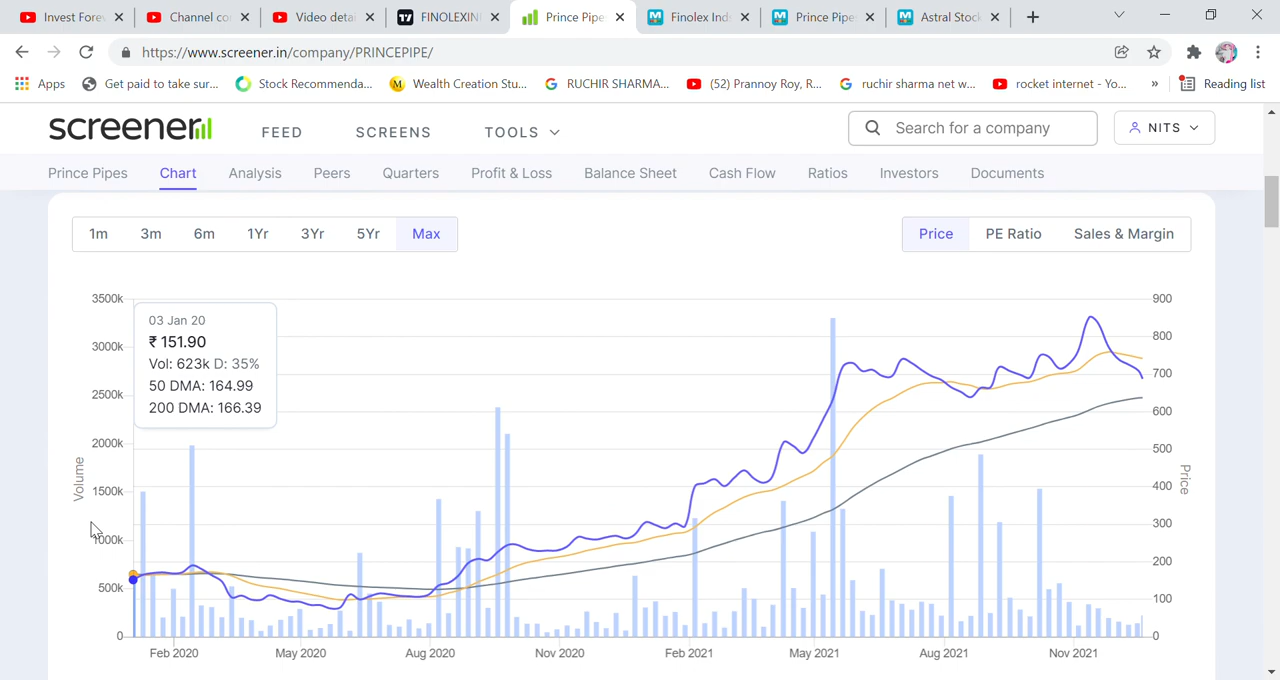 Invest Fore
Channel co
Video detai
FINOLEXIN
Prince Pipe
Finolex Ind
Prince Pipe
Astral Stock
https://www.screener.in/company/PRINCEPIPE/
Apps
Get paid to take sur...
Stock Recommenda...
Wealth Creation Stu...
RUCHIR SHARMA...
(52) Prannoy Roy, R...
ruchir sharma net w...
rocket internet - Yo...
»
Reading list
screener
FEED
SCREENS
TOOLS
Search for a company
NITS
Prince Pipes
Chart
Analysis
Peers
Quarters
Profit & Loss
Balance Sheet
Cash Flow
Ratios
Investors
Documents
1m
3m
6m
1Yr
3Yr
5Yr
Max
Price
PE Ratio
Sales & Margin
3500k
3000k
2500k
2000k
1500k
1000k
500k
0
Volume
03 Jan 20
₹ 151.90
Vol: 623k D: 35%
50 DMA: 164.99
200 DMA: 166.39
900
800
700
600
500
400
300
200
100
0
Price
Feb 2020
May 2020
Aug 2020
Nov 2020
Feb 2021
May 2021
Aug 2021
Nov 2021